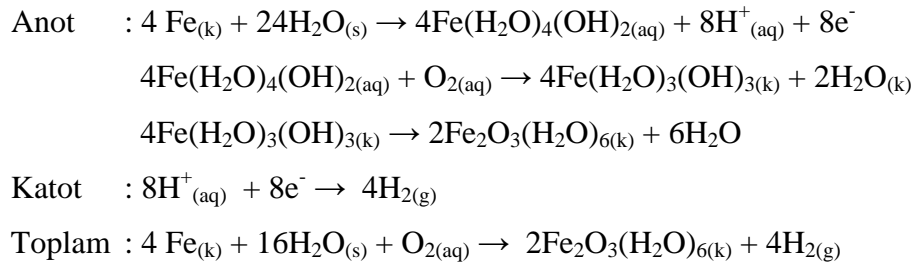 Anot : 4 Fe(k) + 24H₂O(s) → 4Fe(H₂O)₄(OH)₂(aq) + 8H⁺(aq) + 8e⁻
4Fe(H₂O)₄(OH)₂(aq) + O₂(aq) → 4Fe(H₂O)₃(OH)₃(k) + 2H₂O(k)
4Fe(H₂O)₃(OH)₃(k) → 2Fe₂O₃(H₂O)₆(k) + 6H₂O
Katot : 8H⁺(aq) + 8e⁻ → 4H₂(g)
Toplam : 4 Fe(k) + 16H₂O(s) + O₂(aq) → 2Fe₂O₃(H₂O)₆(k) + 4H₂(g)